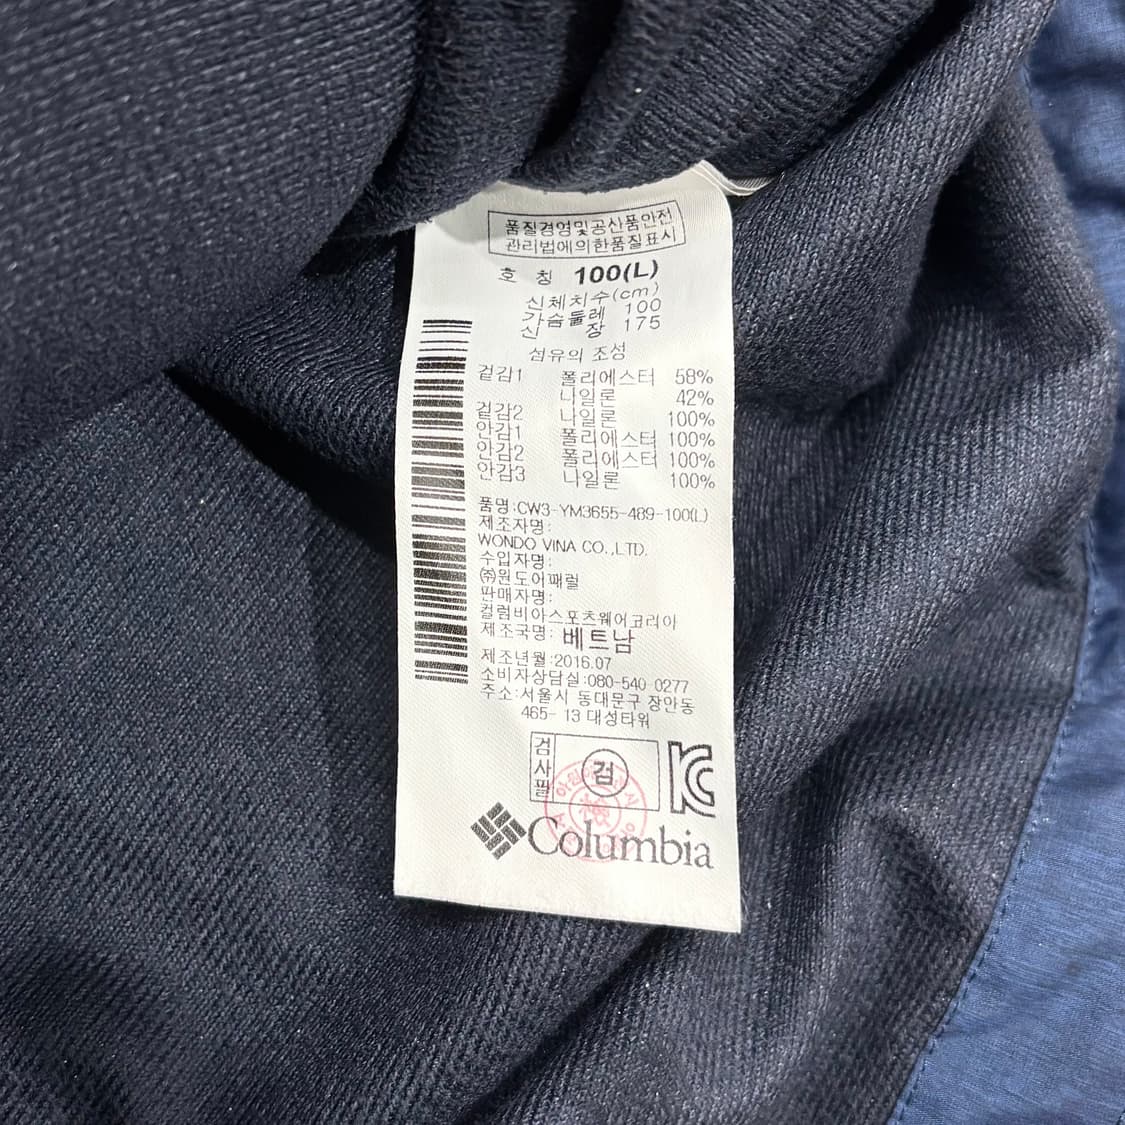 품질경영및공산품안전
관리법에의한품질표시
호 칭 100(L)
신체치수(cm)
가슴둘레 100
신 장 175
섬유의 조성
겉감1 폴리에스터 58%
나일론 42%
겉감2 나일론 100%
안감1 폴리에스터 100%
안감2 폴리에스터 100%
안감3 나일론 100%
품명:CW3-YM3655-489-100(L)
제조자명:
WONDO VINA CO.,LTD.
수입자명:
㈜원도어패럴
판매자명:
컬럼비아스포츠웨어코리아
제조국명: 베트남
제조년월:2016.07
소비자상담실:080-540-0277
주소:서울시 동대문구 장안동
465- 13 대성타워
검사필 검
KC
Columbia